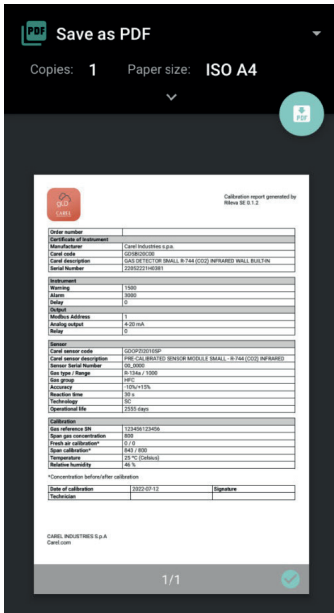 PDF Save as PDF
Copies: 1 Paper size: ISO A4
PDF
GLD
CAREL
Calibration report generated by
Rileva SE 0.1.2
Order number
Certificate of Instrument
Manufacturer Carel Industries s.p.a.
Carel code GDSBI20C00
Carel description GAS DETECTOR SMALL R-744 (CO2) INFRARED WALL BUILT-IN
Serial Number 22052221H0381
Instrument
Warning 1500
Alarm 3000
Delay 0
Output
Modbus Address 1
Analog output 4-20 mA
Relay 0
Sensor
Carel sensor code GDOPZI2010SP
Carel sensor description PRE-CALIBRATED SENSOR MODULE SMALL - R-744 (CO2) INFRARED
Sensor Serial Number 00_0000
Gas type / Range R-134a / 1000
Gas group HFC
Accuracy -10%/+15%
Reaction time 30 s
Technology SC
Operational life 2555 days
Calibration
Gas reference SN 123456123456
Span gas concentration 800
Fresh air calibration* 0 / 0
Span calibration* 843 / 800
Temperature 25 °C (Celsius)
Relative humidity 46 %
*Concentration before/after calibration
Date of calibration 2022-07-12 Signature
Technician
CAREL INDUSTRIES S.p.A
Carel.com
1/1